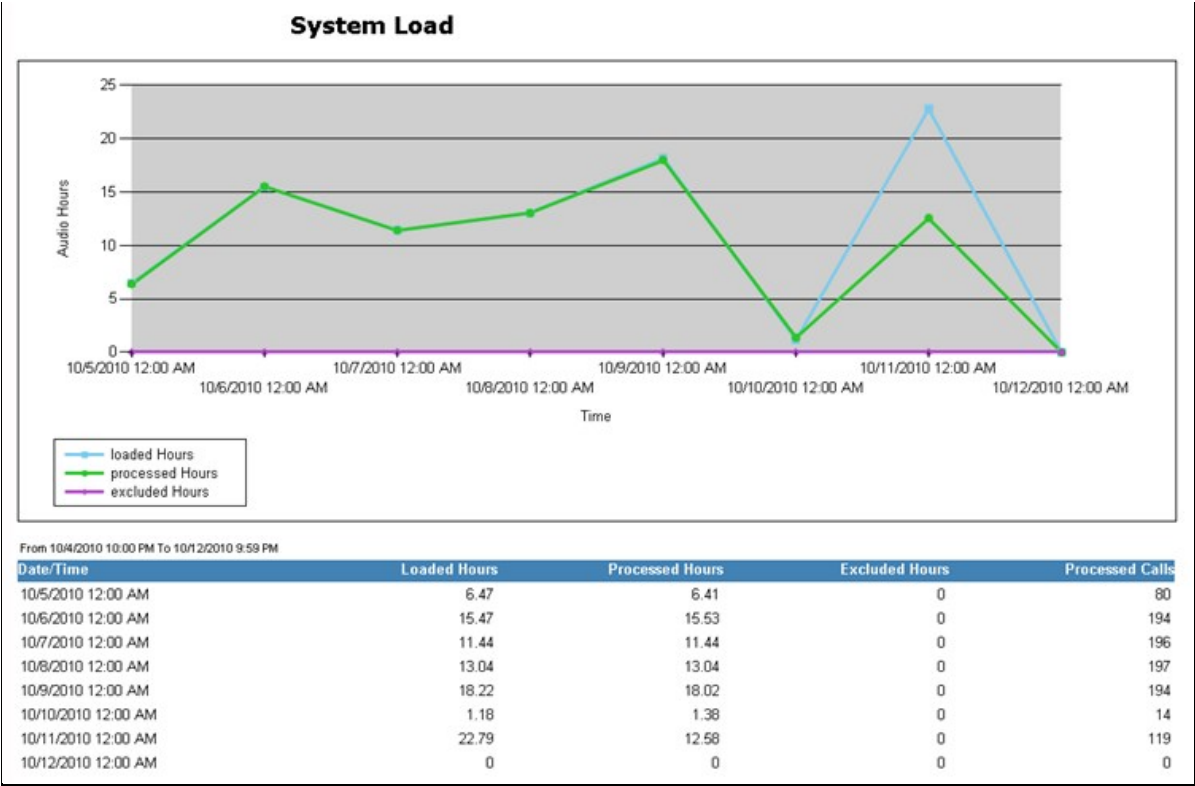 System Load
25
20
15
10
5
0
Audio Hours
10/5/2010 12:00 AM
10/7/2010 12:00 AM
10/9/2010 12:00 AM
10/11/2010 12:00 AM
10/6/2010 12:00 AM
10/8/2010 12:00 AM
10/10/2010 12:00 AM
10/12/2010 12:00 AM
Time
loaded Hours
processed Hours
excluded Hours
From 10/4/2010 10:00 PM To 10/12/2010 9:59 PM
Date/Time Loaded Hours Processed Hours Excluded Hours Processed Calls
10/5/2010 12:00 AM 6.47 6.41 0 80
10/6/2010 12:00 AM 15.47 15.53 0 194
10/7/2010 12:00 AM 11.44 11.44 0 196
10/8/2010 12:00 AM 13.04 13.04 0 197
10/9/2010 12:00 AM 18.22 18.02 0 194
10/10/2010 12:00 AM 1.18 1.38 0 14
10/11/2010 12:00 AM 22.79 12.58 0 119
10/12/2010 12:00 AM 0 0 0 0